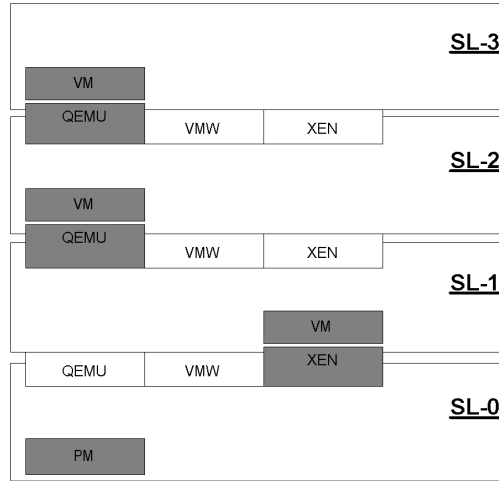 SL-3
VM
QEMU VMW XEN
SL-2
VM
QEMU VMW XEN
SL-1
VM
QEMU VMW XEN
SL-0
PM